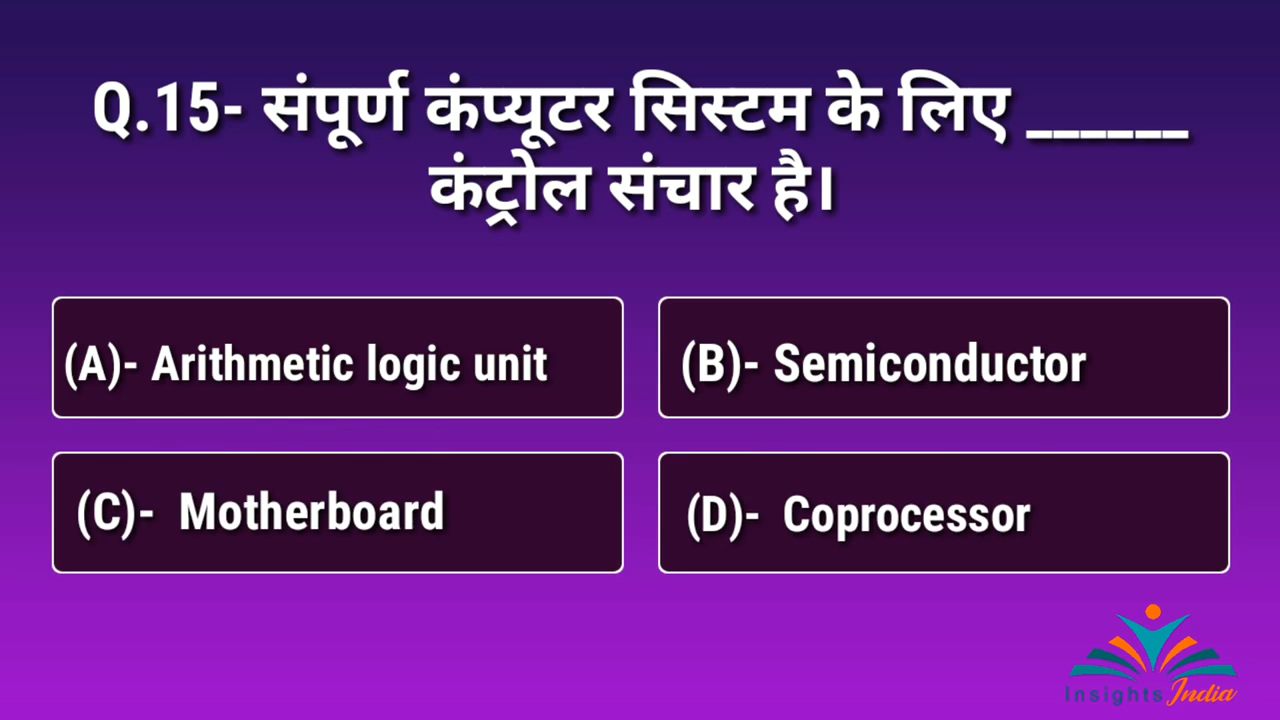 Q.15- संपूर्ण कंप्यूटर सिस्टम के लिए ______
कंट्रोल संचार है।
(A)- Arithmetic logic unit
(B)- Semiconductor
(C)- Motherboard
(D)- Coprocessor
Insights India